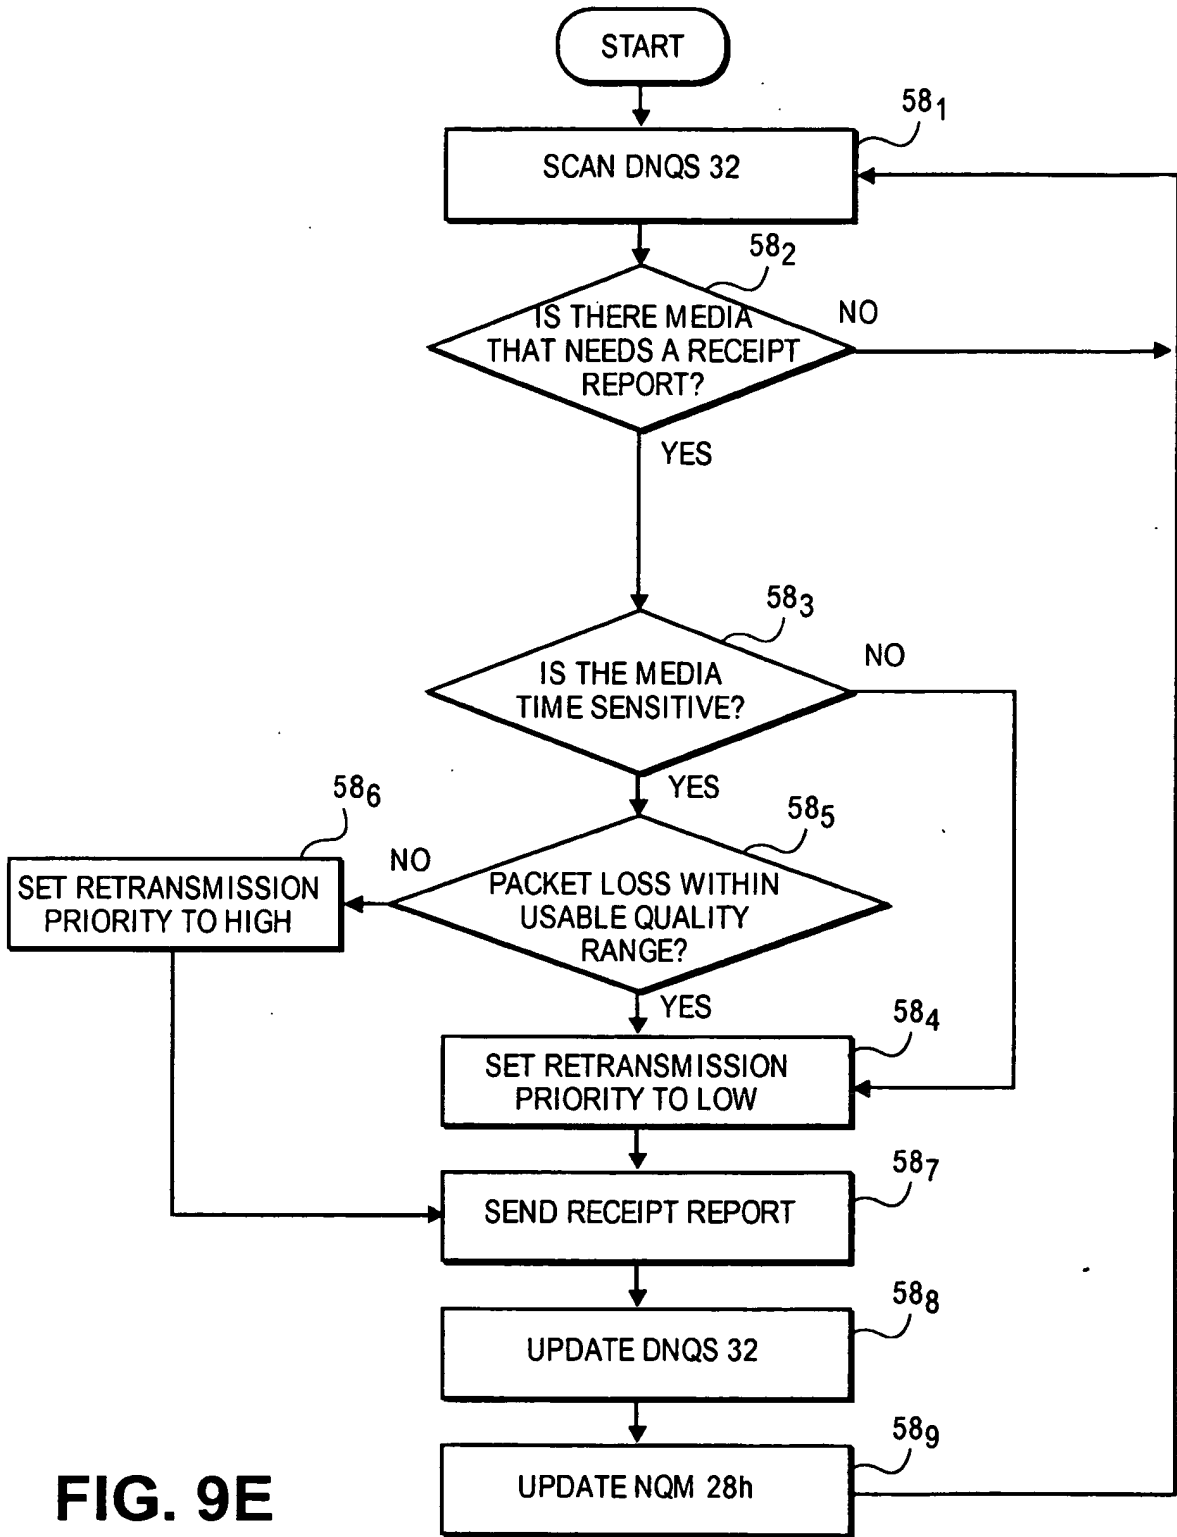 START
58₁
SCAN DNQS 32
58₂
IS THERE MEDIA
THAT NEEDS A RECEIPT
REPORT?
NO
YES
58₃
IS THE MEDIA
TIME SENSITIVE?
NO
YES
58₆
SET RETRANSMISSION
PRIORITY TO HIGH
NO
58₅
PACKET LOSS WITHIN
USABLE QUALITY
RANGE?
YES
58₄
SET RETRANSMISSION
PRIORITY TO LOW
58₇
SEND RECEIPT REPORT
58₈
UPDATE DNQS 32
58₉
UPDATE NQM 28h
FIG. 9E